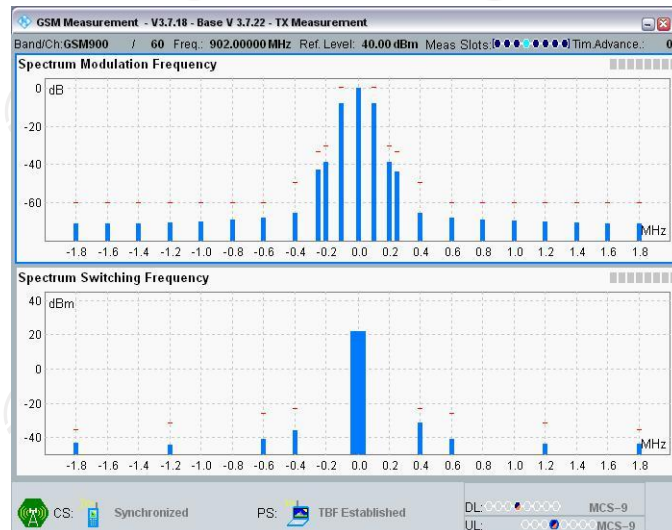 GSM Measurement - V3.7.18 - Base V 3.7.22 - TX Measurement
Band/Ch:GSM900 / 60 Freq.: 902.00000 MHz Ref. Level: 40.00 dBm Meas Slots: Tim.Advance.: 0
Spectrum Modulation Frequency
0 dB
-20
-40
-60
MHz
-1.8 -1.6 -1.4 -1.2 -1.0 -0.8 -0.6 -0.4 -0.2 0.0 0.2 0.4 0.6 0.8 1.0 1.2 1.4 1.6 1.8
Spectrum Switching Frequency
40 dBm
20
0
-20
-40
MHz
-1.8 -1.6 -1.4 -1.2 -1.0 -0.8 -0.6 -0.4 -0.2 0.0 0.2 0.4 0.6 0.8 1.0 1.2 1.4 1.6 1.8
CS: Synchronized PS: TBF Established DL: MCS-9
UL: MCS-9